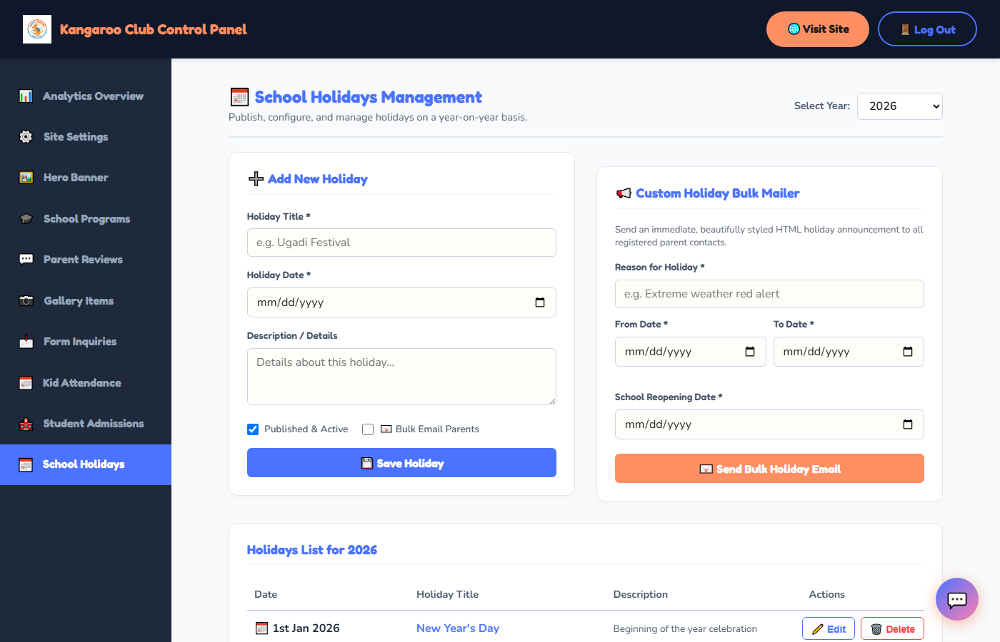 Kangaroo Club Control Panel
Visit Site
Log Out
Analytics Overview
Site Settings
Hero Banner
School Programs
Parent Reviews
Gallery Items
Form Inquiries
Kid Attendance
Student Admissions
School Holidays
School Holidays Management
Publish, configure, and manage holidays on a year-on-year basis.
Select Year:
2026
Add New Holiday
Holiday Title *
e.g. Ugadi Festival
Holiday Date *
mm/dd/yyyy
Description / Details
Details about this holiday...
Published & Active
Bulk Email Parents
Save Holiday
Custom Holiday Bulk Mailer
Send an immediate, beautifully styled HTML holiday announcement to all
registered parent contacts.
Reason for Holiday *
e.g. Extreme weather red alert
From Date *
To Date *
mm/dd/yyyy
mm/dd/yyyy
School Reopening Date *
mm/dd/yyyy
Send Bulk Holiday Email
Holidays List for 2026
Date
Holiday Title
Description
Actions
1st Jan 2026
New Year's Day
Beginning of the year celebration
Edit
Delete